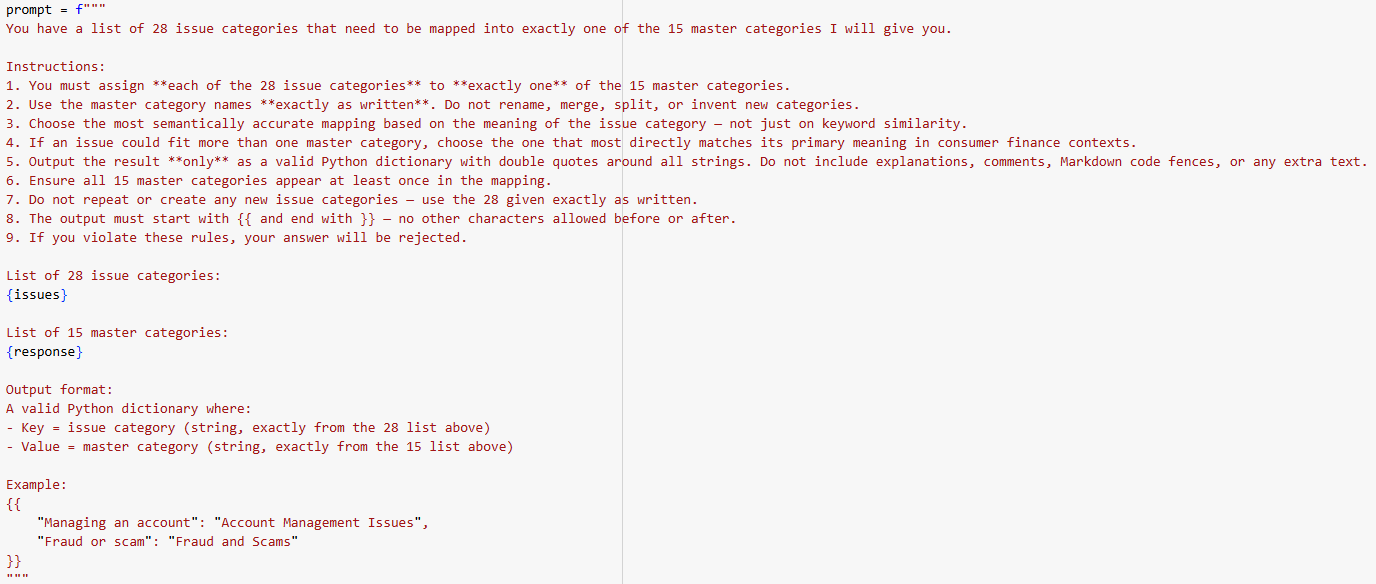 prompt = f"""
You have a list of 28 issue categories that need to be mapped into exactly one of the 15 master categories I will give you.
Instructions:
1. You must assign **each of the 28 issue categories** to **exactly one** of the 15 master categories.
2. Use the master category names **exactly as written**. Do not rename, merge, split, or invent new categories.
3. Choose the most semantically accurate mapping based on the meaning of the issue category — not just on keyword similarity.
4. If an issue could fit more than one master category, choose the one that most directly matches its primary meaning in consumer finance contexts.
5. Output the result **only** as a valid Python dictionary with double quotes around all strings. Do not include explanations, comments, Markdown code fences, or any extra text.
6. Ensure all 15 master categories appear at least once in the mapping.
7. Do not repeat or create any new issue categories — use the 28 given exactly as written.
8. The output must start with {{ and end with }} — no other characters allowed before or after.
9. If you violate these rules, your answer will be rejected.
List of 28 issue categories:
{issues}
List of 15 master categories:
{response}
Output format:
A valid Python dictionary where:
- Key = issue category (string, exactly from the 28 list above)
- Value = master category (string, exactly from the 15 list above)
Example:
{{
"Managing an account": "Account Management Issues",
"Fraud or scam": "Fraud and Scams"
}}
"""